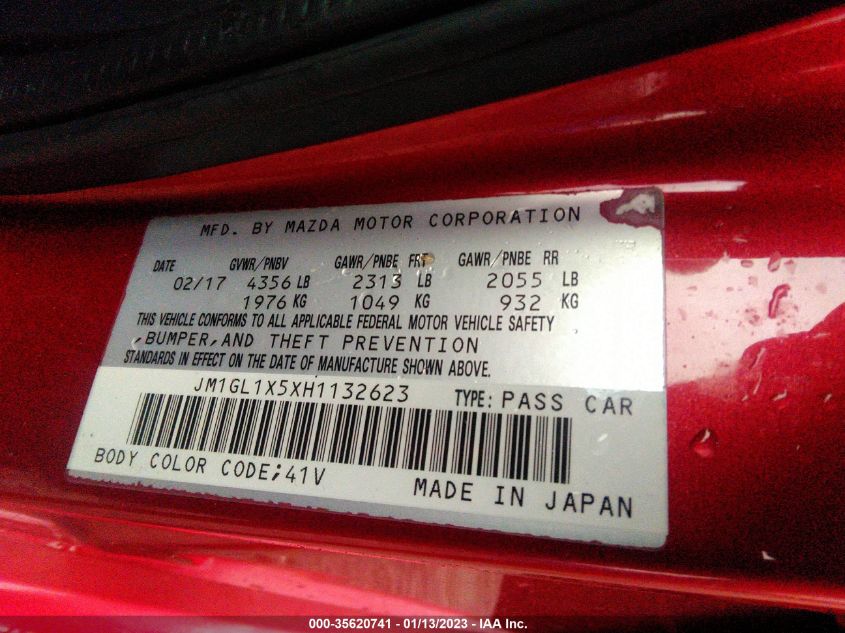 MFD. BY MAZDA MOTOR CORPORATION
DATE GVWR/PNBV GAWR/PNBE FRT GAWR/PNBE RR
02/17 4356 LB 2313 LB 2055 LB
1976 KG 1049 KG 932 KG
THIS VEHICLE CONFORMS TO ALL APPLICABLE FEDERAL MOTOR VEHICLE SAFETY
,BUMPER,AND THEFT PREVENTION
STANDARDS IN EFFECT ON THE DATE OF MANUFACTURE SHOWN ABOVE.
JM1GL1X5XH1132623 TYPE: PASS CAR
BODY COLOR CODE;41V
MADE IN JAPAN
000-35620741 - 01/13/2023 - IAA Inc.